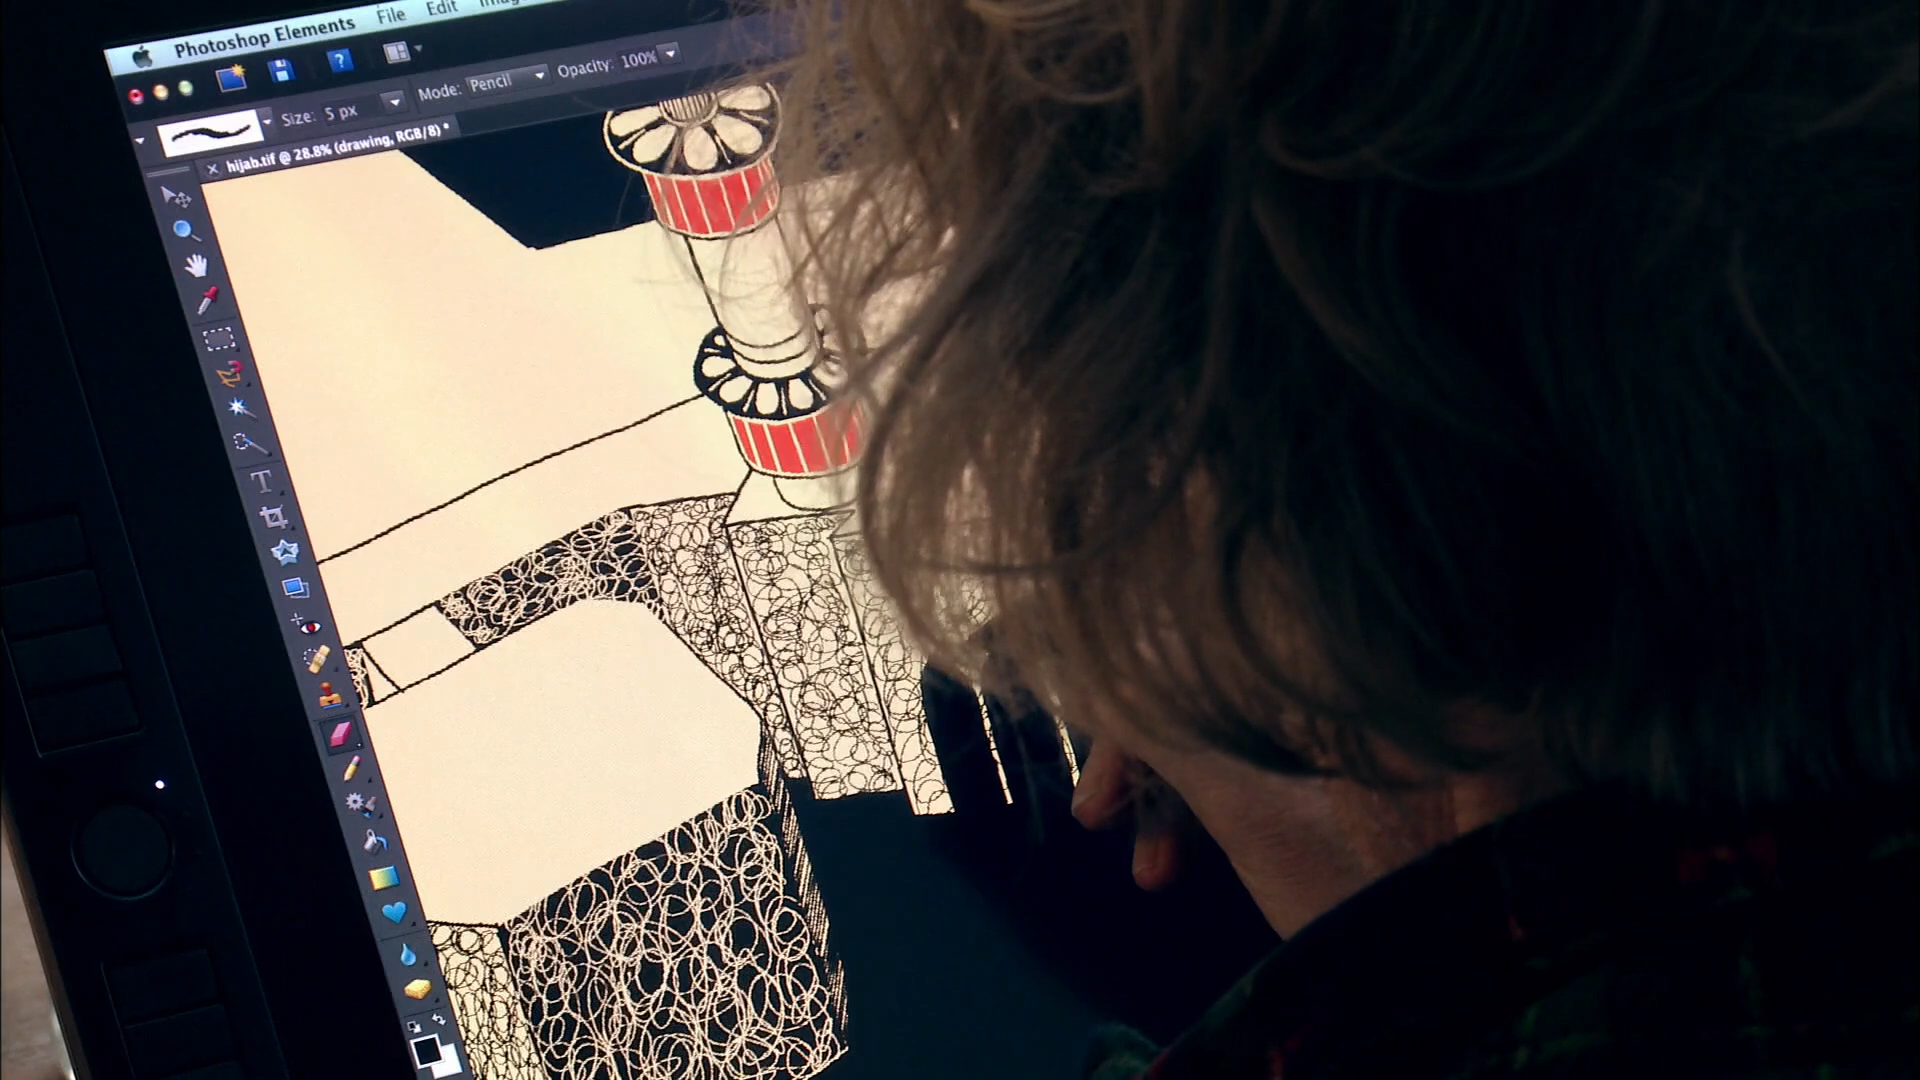 Photoshop Elements File Edit
Size: 5 px Mode: Pencil Opacity: 100%
hijab.tif @ 28.8% (drawing, RGB/8) *
T